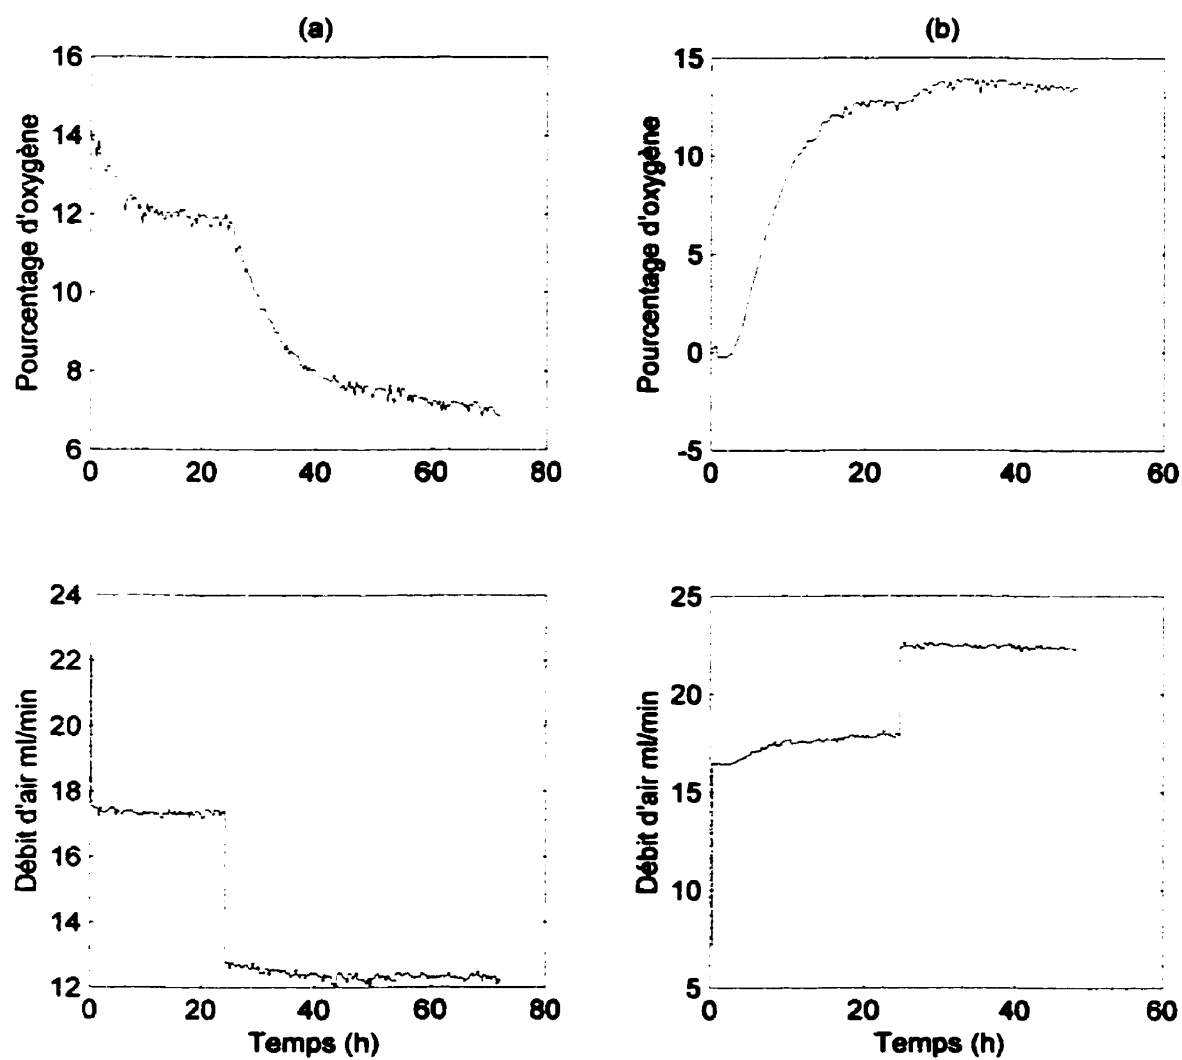 (a)
16
14
12
10
8
6
0 20 40 60 80
Pourcentage d'oxygène
(b)
15
10
5
0
-5
0 20 40 60
Pourcentage d'oxygène
24
22
20
18
16
14
12
0 20 40 60 80
Débit d'air ml/min
Temps (h)
25
20
15
10
5
0 20 40 60
Débit d'air ml/min
Temps (h)